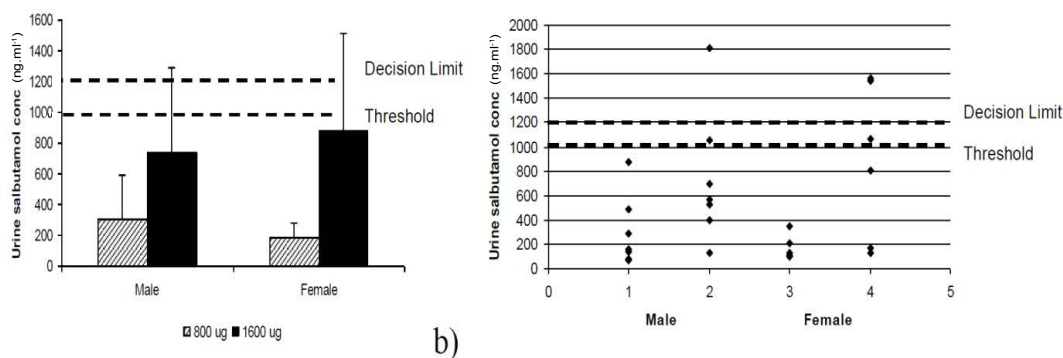 Urine salbutamol conc (ng.ml⁻¹)
1600
1400
1200
1000
800
600
400
200
0
Decision Limit
Threshold
Male
Female
800 ug
1600 ug
b)
Urine salbutamol conc (ng.ml⁻¹)
2000
1800
1600
1400
1200
1000
800
600
400
200
0
Decision Limit
Threshold
0 1 2 3 4 5
Male Female